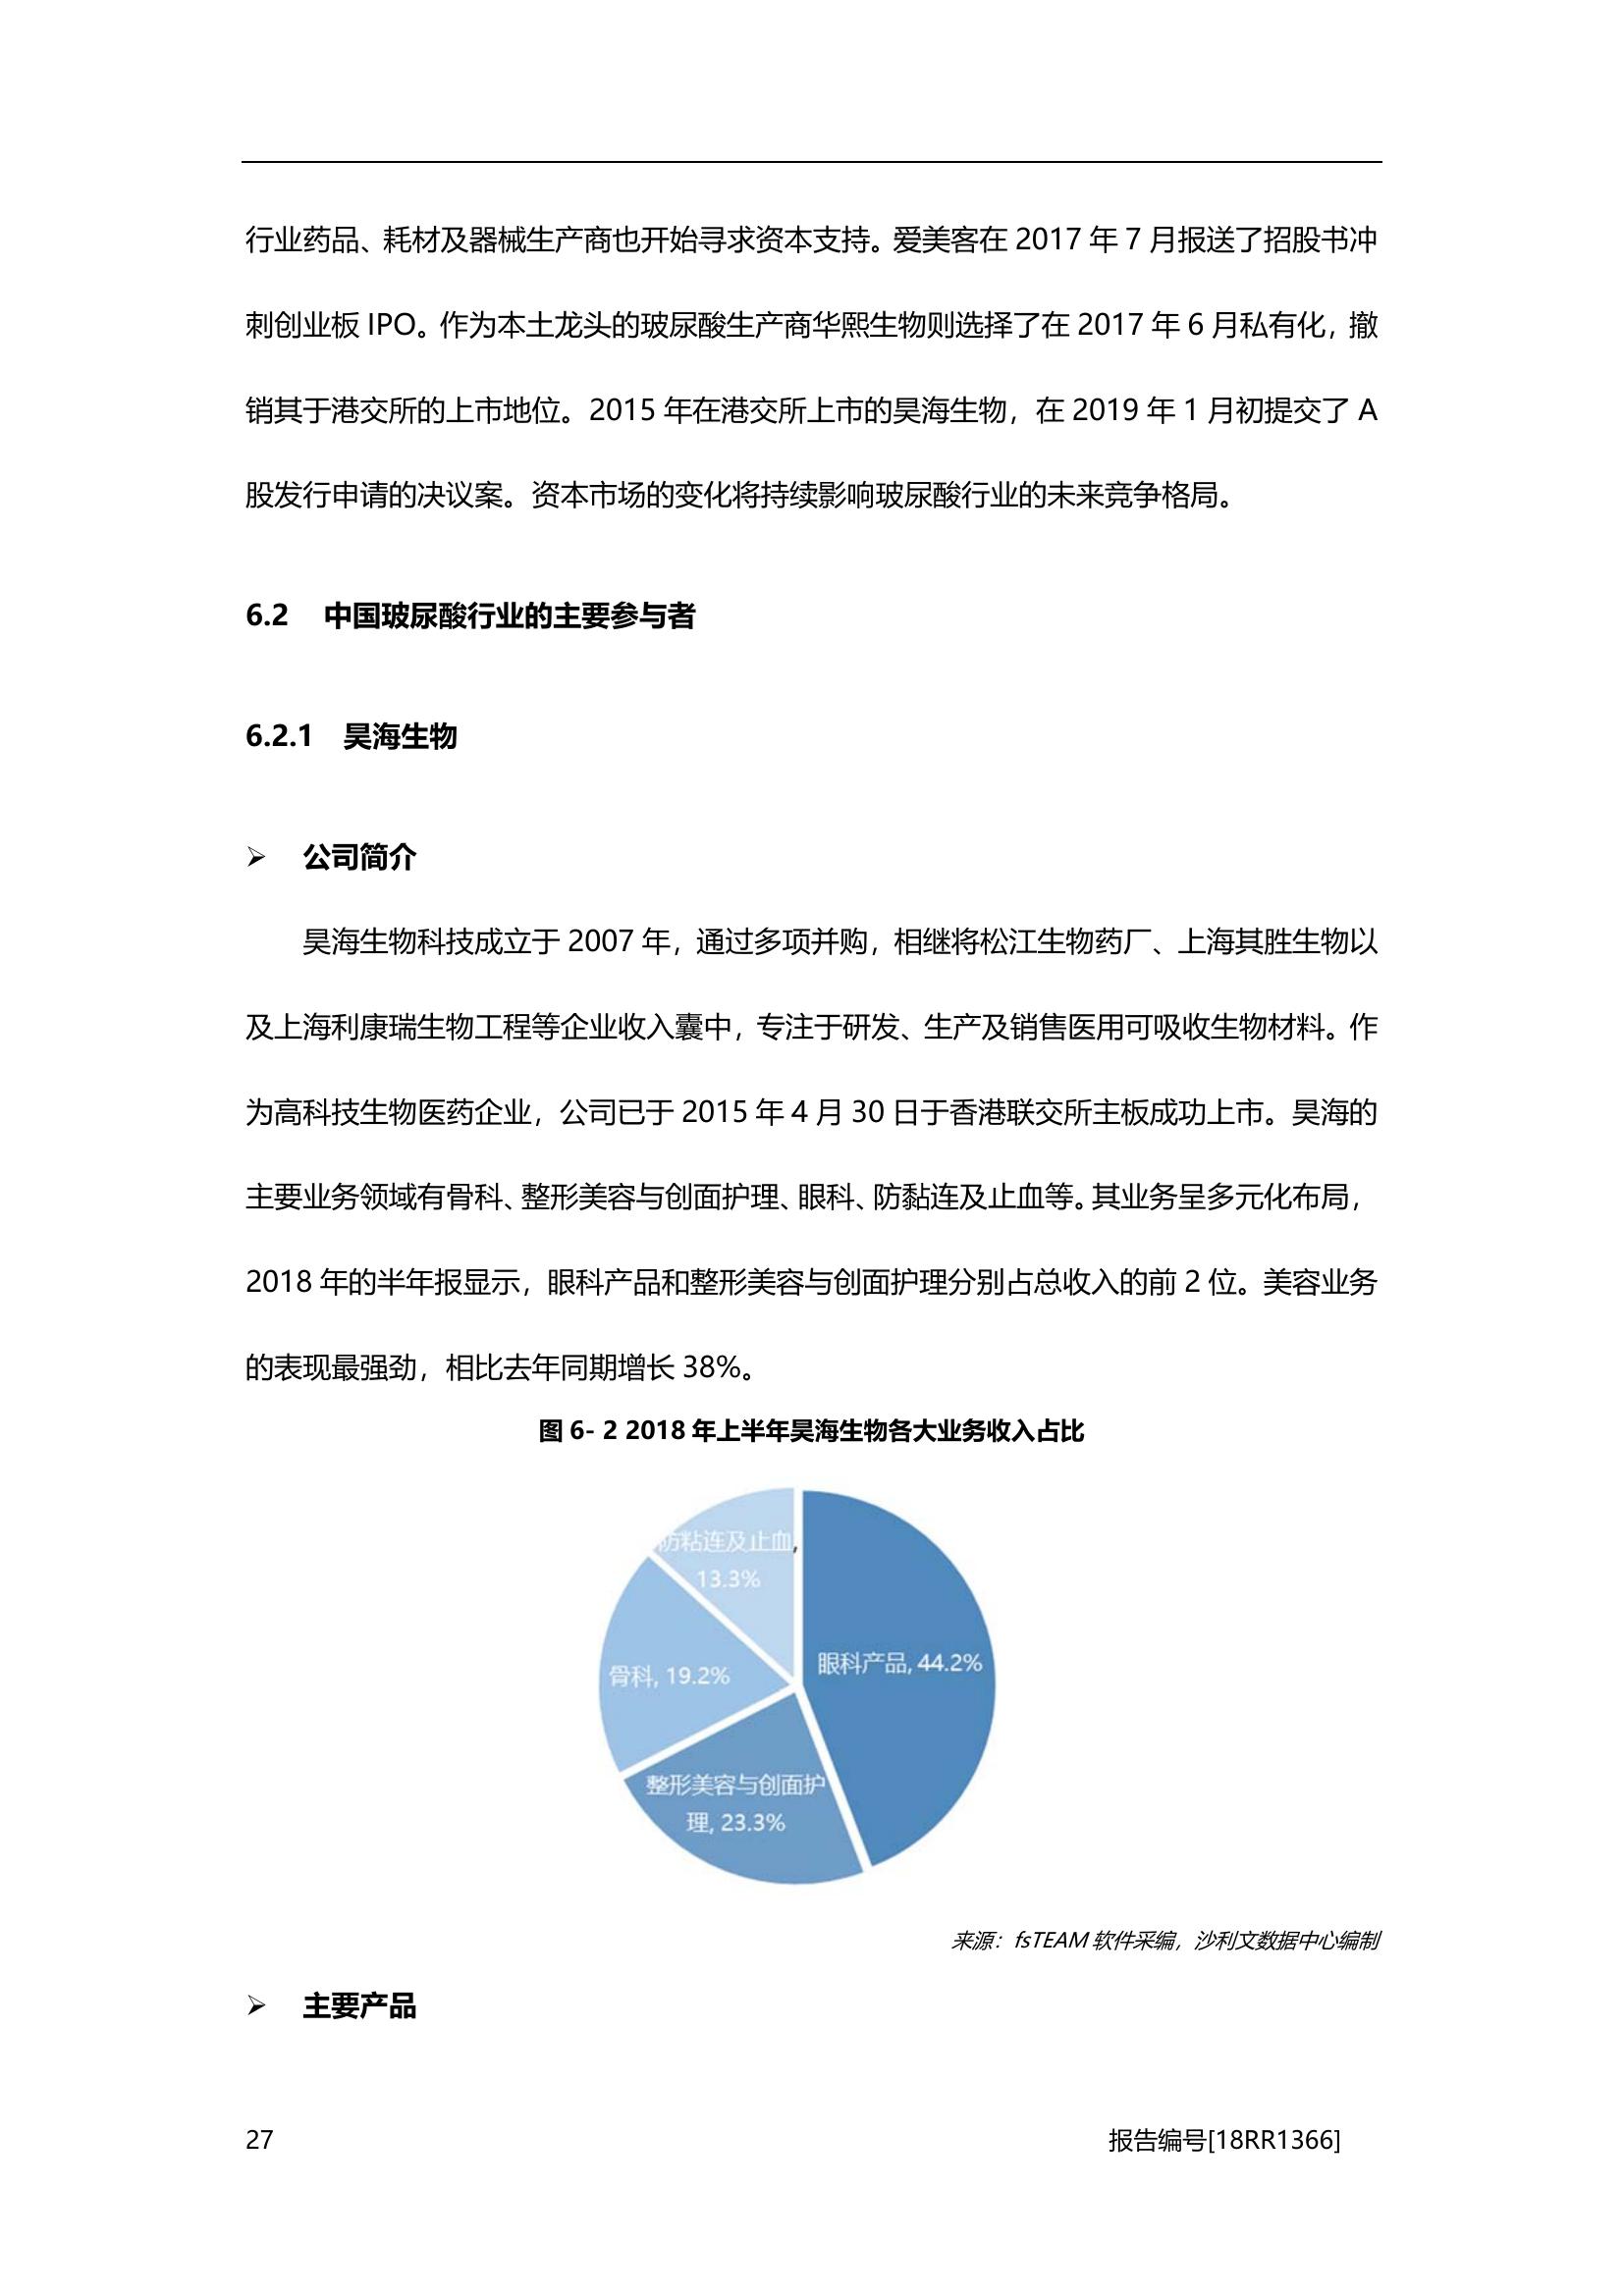 行业药品、耗材及器械生产商也开始寻求资本支持。爱美客在 2017 年 7 月报送了招股书冲
刺创业板 IPO。作为本土龙头的玻尿酸生产商华熙生物则选择了在 2017 年 6 月私有化，撤
销其于港交所的上市地位。2015 年在港交所上市的昊海生物，在 2019 年 1 月初提交了 A
股发行申请的决议案。资本市场的变化将持续影响玻尿酸行业的未来竞争格局。
6.2 中国玻尿酸行业的主要参与者
6.2.1 昊海生物
➢ 公司简介
昊海生物科技成立于 2007 年，通过多项并购，相继将松江生物药厂、上海其胜生物以
及上海利康瑞生物工程等企业收入囊中，专注于研发、生产及销售医用可吸收生物材料。作
为高科技生物医药企业，公司已于 2015 年 4 月 30 日于香港联交所主板成功上市。昊海的
主要业务领域有骨科、整形美容与创面护理、眼科、防黏连及止血等。其业务呈多元化布局，
2018 年的半年报显示，眼科产品和整形美容与创面护理分别占总收入的前 2 位。美容业务
的表现最强劲，相比去年同期增长 38%。
图 6- 2 2018 年上半年昊海生物各大业务收入占比
防粘连及止血,
13.3%
眼科产品, 44.2%
骨科, 19.2%
整形美容与创面护
理, 23.3%
来源：fsTEAM 软件采编，沙利文数据中心编制
➢ 主要产品
27 报告编号[18RR1366]